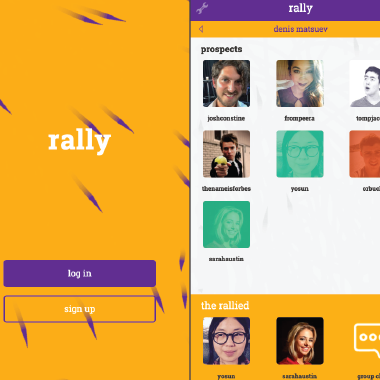 rally
log in
sign up
rally
denis matsuev
prospects
joshconstine frompeera tompjac
thenameisforbes yosun orbuc
sarahaustin
the rallied
yosun sarahaustin group c